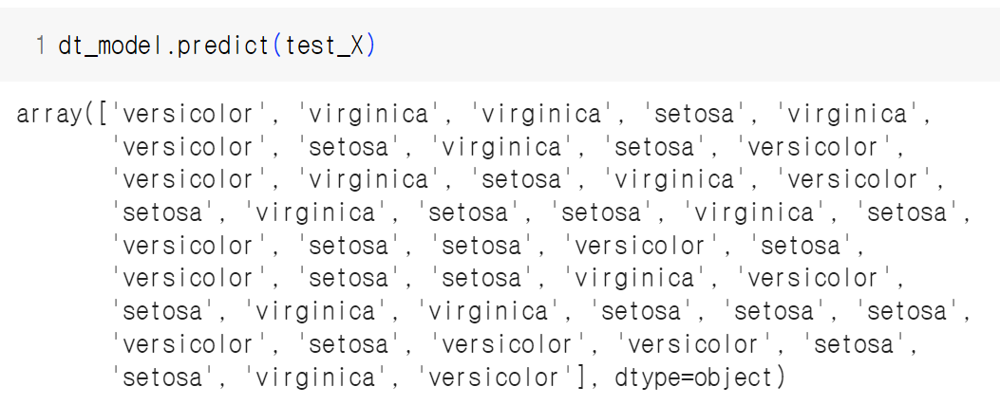 1 dt_model.predict(test_X)
array(['versicolor', 'virginica', 'virginica', 'setosa', 'virginica',
'versicolor', 'setosa', 'virginica', 'setosa', 'versicolor',
'versicolor', 'virginica', 'setosa', 'virginica', 'versicolor',
'setosa', 'virginica', 'setosa', 'setosa', 'virginica', 'setosa',
'versicolor', 'setosa', 'setosa', 'versicolor', 'setosa',
'versicolor', 'setosa', 'setosa', 'virginica', 'versicolor',
'setosa', 'virginica', 'virginica', 'setosa', 'setosa', 'setosa',
'versicolor', 'setosa', 'versicolor', 'versicolor', 'setosa',
'setosa', 'virginica', 'versicolor'], dtype=object)